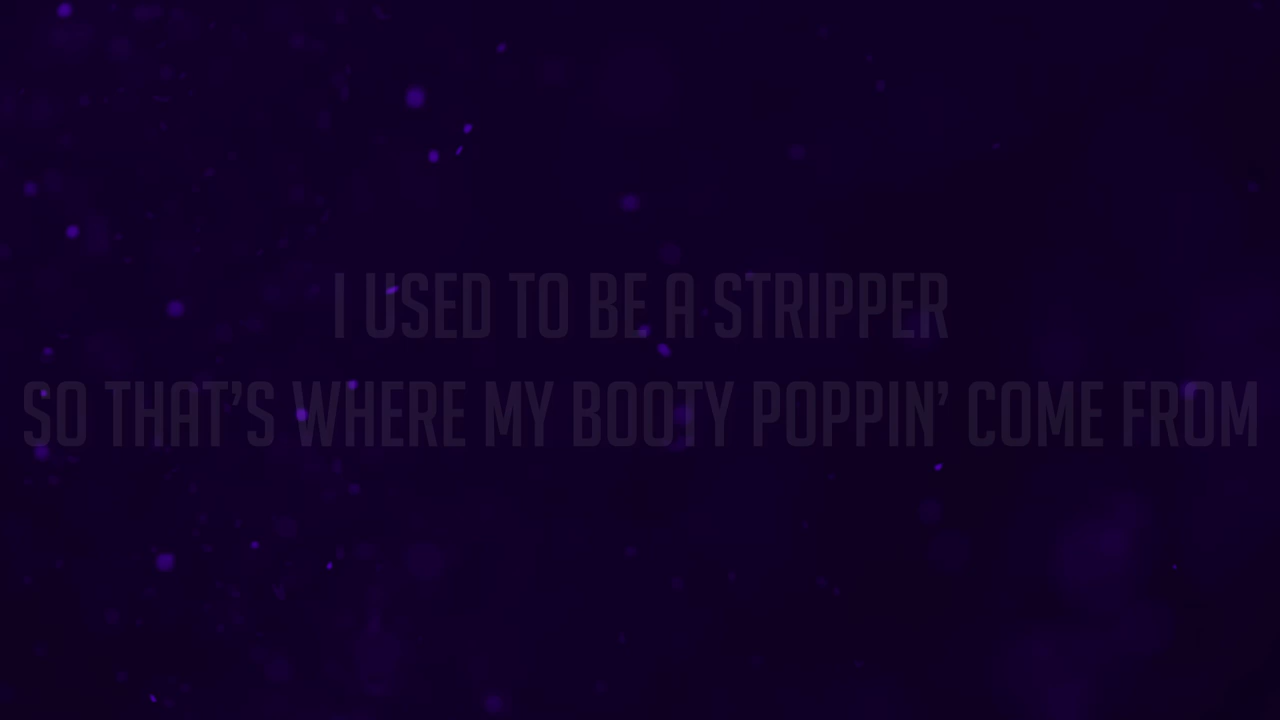 I USED TO BE A STRIPPER
SO THAT'S WHERE MY BOOTY POPPIN' COME FROM